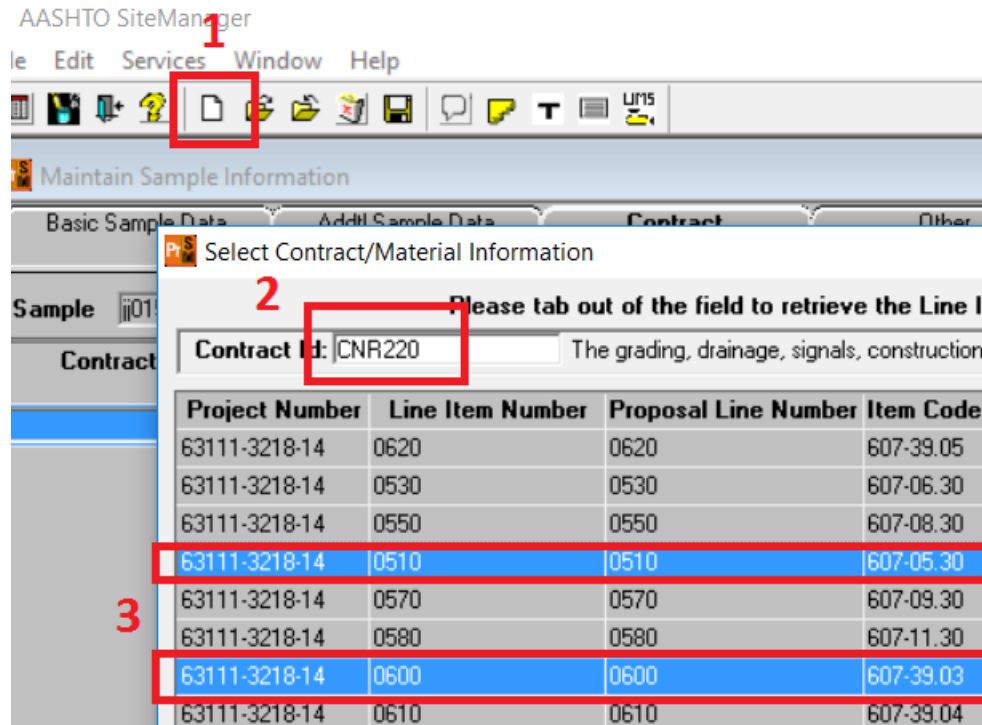 AASHTO SiteManager
1
le Edit Services Window Help
LIMS
Maintain Sample Information
Basic Sample Data Addtl Sample Data Contract Other
Select Contract/Material Information
Sample jj01
2
Please tab out of the field to retrieve the Line I
Contract Id: CNR220 The grading, drainage, signals, construction
Contract
Project Number Line Item Number Proposal Line Number Item Code
63111-3218-14 0620 0620 607-39.05
63111-3218-14 0530 0530 607-06.30
63111-3218-14 0550 0550 607-08.30
63111-3218-14 0510 0510 607-05.30
63111-3218-14 0570 0570 607-09.30
3
63111-3218-14 0580 0580 607-11.30
63111-3218-14 0600 0600 607-39.03
63111-3218-14 0610 0610 607-39.04